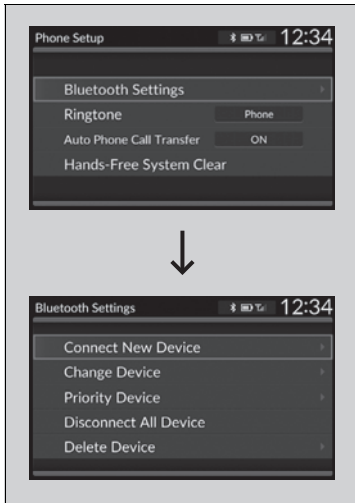 Phone Setup 12:34
Bluetooth Settings
Ringtone Phone
Auto Phone Call Transfer ON
Hands-Free System Clear
Bluetooth Settings 12:34
Connect New Device
Change Device
Priority Device
Disconnect All Device
Delete Device